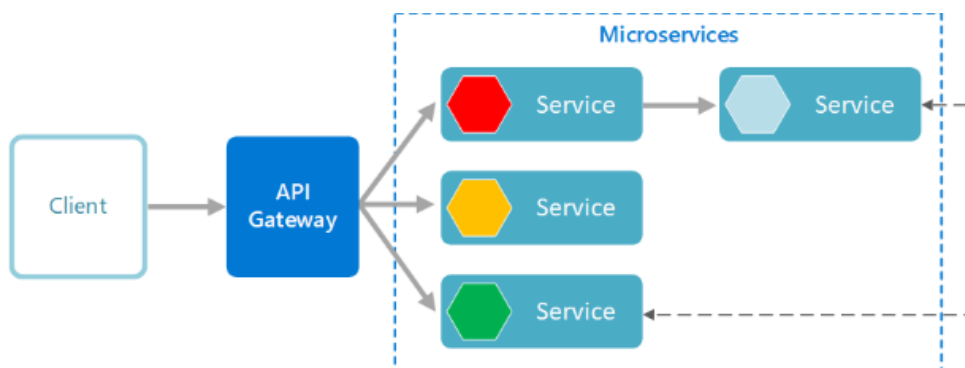 Microservices
Service
Service
Client
API
Gateway
Service
Service